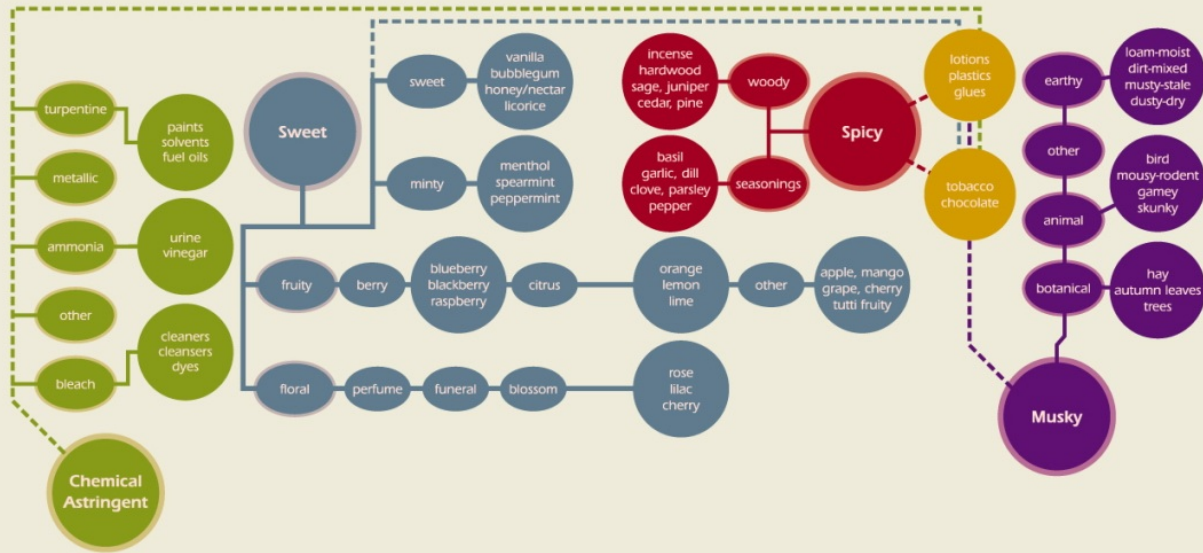 turpentine
paints
solvents
fuel oils
metallic
ammonia
urine
vinegar
other
bleach
cleaners
cleansers
dyes
Chemical
Astringent
Sweet
sweet
vanilla
bubblegum
honey/nectar
licorice
minty
menthol
spearmint
peppermint
fruity
berry
blueberry
blackberry
raspberry
citrus
orange
lemon
lime
other
apple, mango
grape, cherry
tutti fruity
floral
perfume
funeral
blossom
rose
lilac
cherry
incense
hardwood
sage, juniper
cedar, pine
woody
Spicy
basil
garlic, dill
clove, parsley
pepper
seasonings
lotions
plastics
glues
tobacco
chocolate
earthy
loam-moist
dirt-mixed
musty-stale
dusty-dry
other
animal
bird
mousy-rodent
gamey
skunky
botanical
hay
autumn leaves
trees
Musky